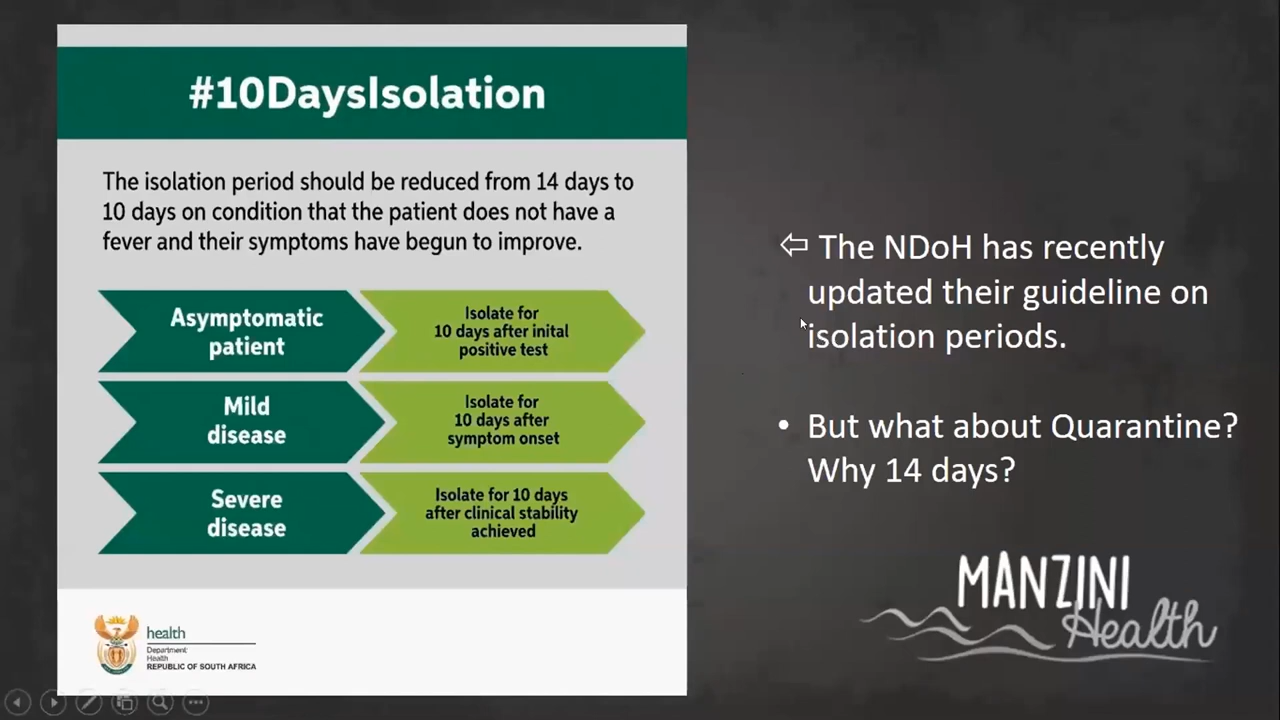 #10DaysIsolation
The isolation period should be reduced from 14 days to
10 days on condition that the patient does not have a
fever and their symptoms have begun to improve.
Asymptomatic
patient
Isolate for
10 days after inital
positive test
Mild
disease
Isolate for
10 days after
symptom onset
Severe
disease
Isolate for 10 days
after clinical stability
achieved
health
Department:
Health
REPUBLIC OF SOUTH AFRICA
The NDoH has recently
updated their guideline on
isolation periods.
• But what about Quarantine?
Why 14 days?
MANZINI
Health